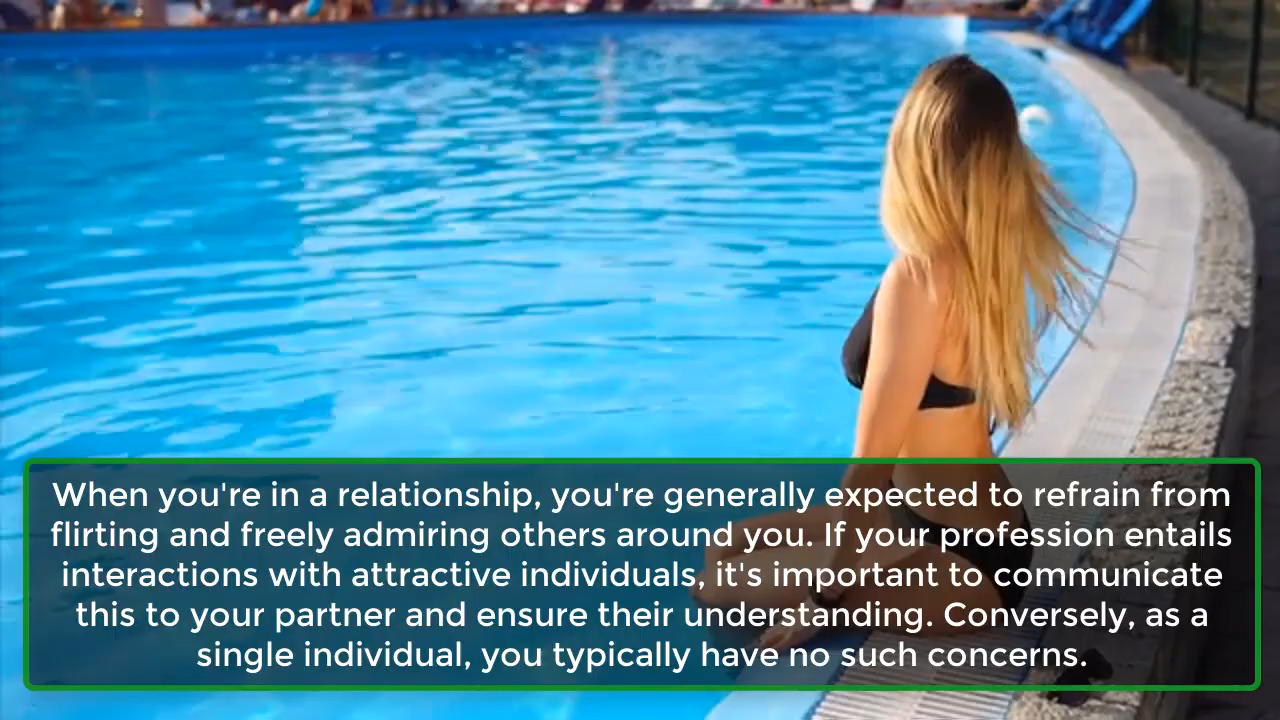 When you're in a relationship, you're generally expected to refrain from
flirting and freely admiring others around you. If your profession entails
interactions with attractive individuals, it's important to communicate
this to your partner and ensure their understanding. Conversely, as a
single individual, you typically have no such concerns.